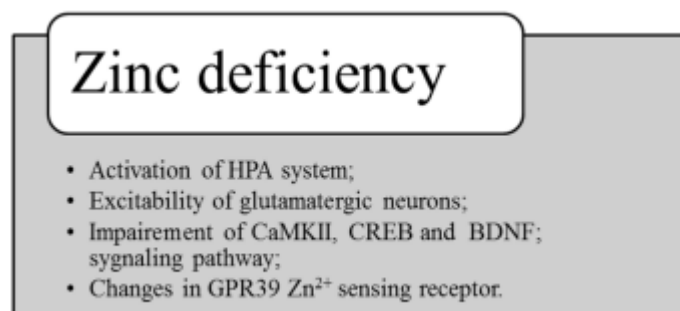 Zinc deficiency
• Activation of HPA system;
• Excitability of glutamatergic neurons;
• Impairement of CaMKII, CREB and BDNF;
sygnaling pathway;
• Changes in GPR39 Zn²⁺ sensing receptor.